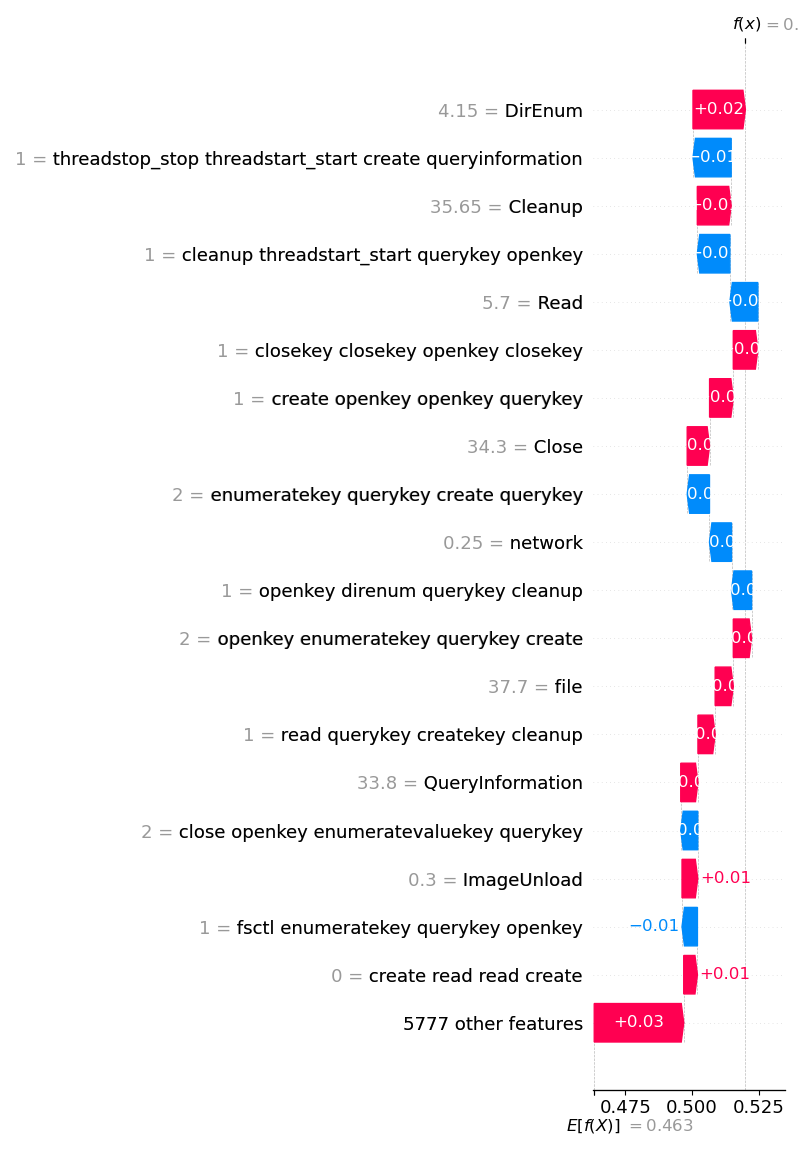 f(x) = 0.
4.15 = DirEnum
+0.02
1 = threadstop_stop threadstart_start create queryinformation
−0.01
35.65 = Cleanup
1 = cleanup threadstart_start querykey openkey
5.7 = Read
1 = closekey closekey openkey closekey
1 = create openkey openkey querykey
34.3 = Close
2 = enumeratekey querykey create querykey
0.25 = network
1 = openkey direnum querykey cleanup
2 = openkey enumeratekey querykey create
37.7 = file
1 = read querykey createkey cleanup
33.8 = QueryInformation
2 = close openkey enumeratevaluekey querykey
0.3 = ImageUnload
+0.01
1 = fsctl enumeratekey querykey openkey
−0.01
0 = create read read create
+0.01
5777 other features
+0.03
0.475 0.500 0.525
E[f(X)] = 0.463